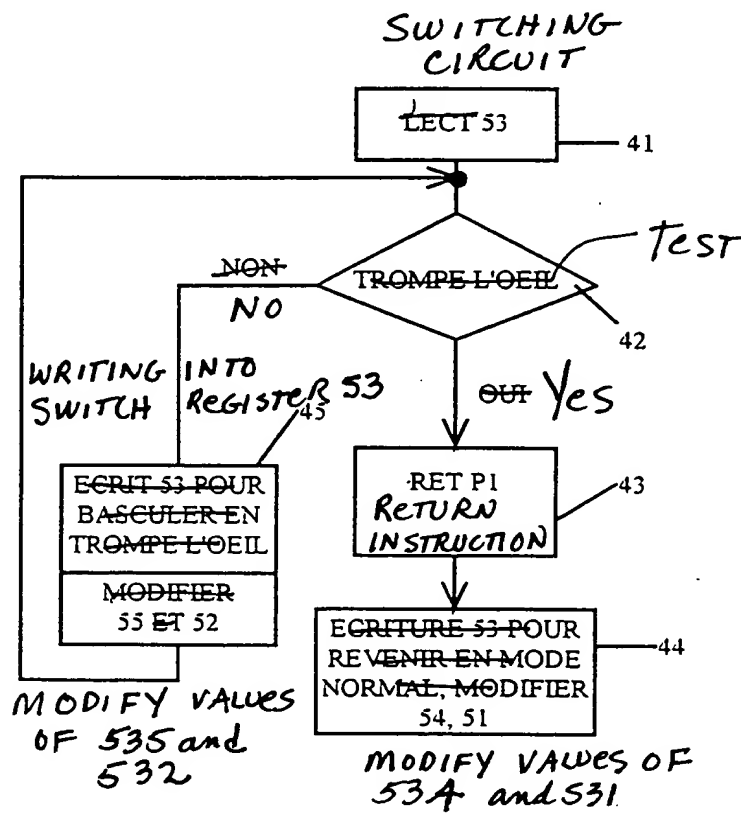 SWITCHING
CIRCUIT
LECT 53
41
TROMPE L'OEIL
TEST
42
NON
NO
OUI Yes
WRITING INTO
SWITCH REGISTER 53
45
ECRIT 53 POUR
BASCULER EN
TROMPE L'OEIL
MODIFIER
55 ET 52
RET P1
RETURN
INSTRUCTION
43
ECRITURE 53 POUR
REVENIR EN MODE
NORMAL, MODIFIER
54, 51
44
MODIFY VALUES
OF 535 and
532
MODIFY VALUES OF
534 and 531